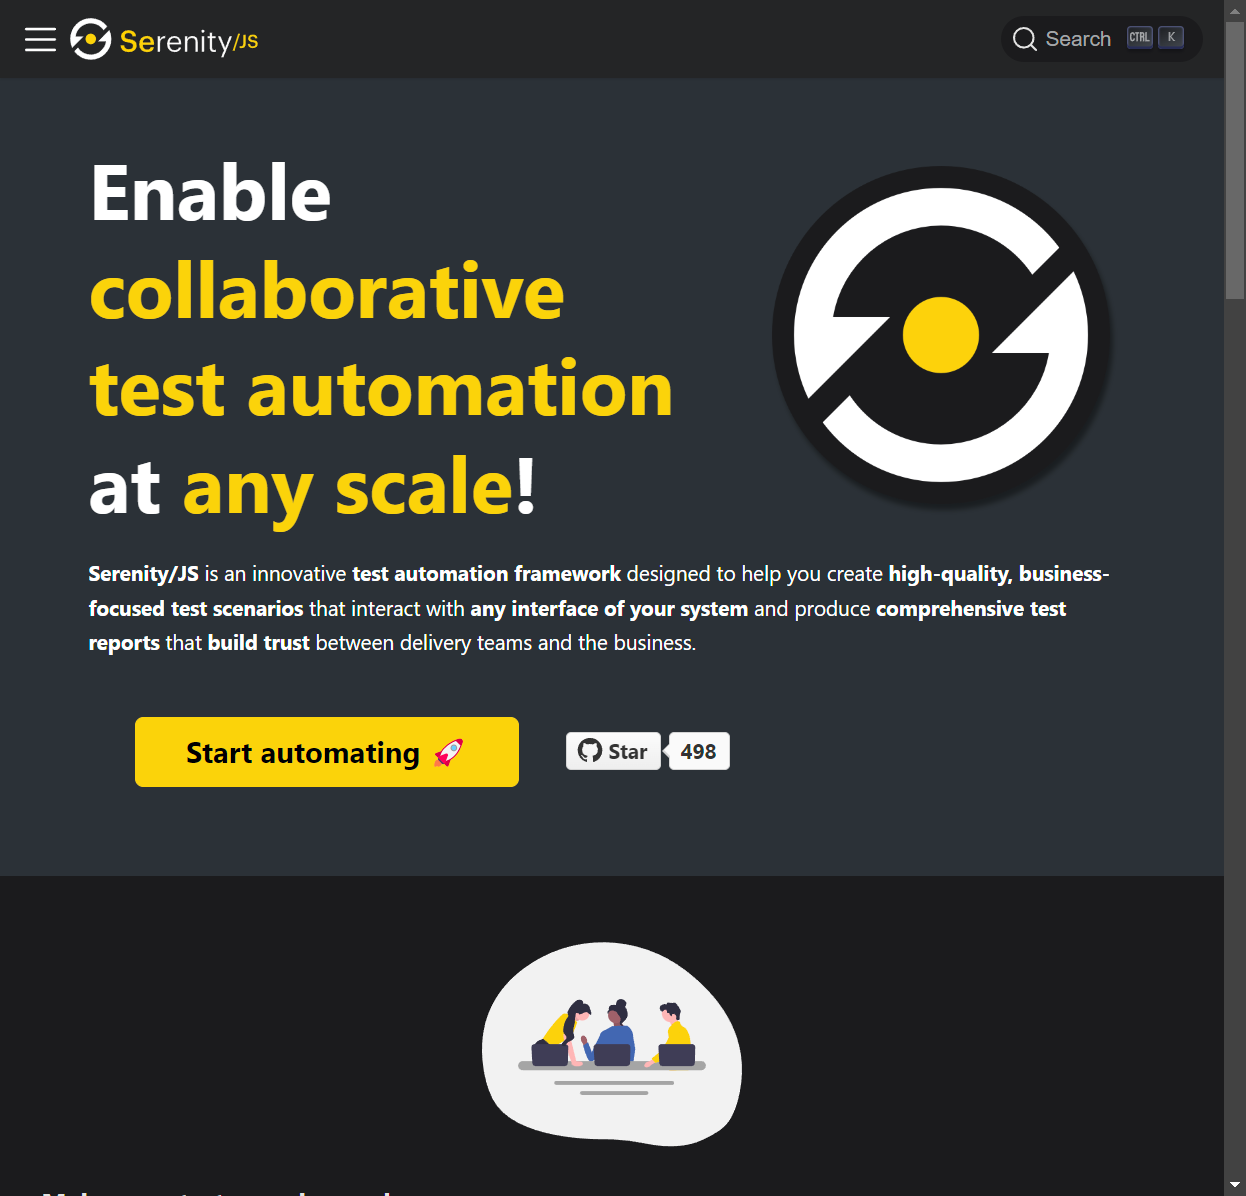 Serenity/JS
Search CTRL K
Enable
collaborative
test automation
at any scale!
Serenity/JS is an innovative test automation framework designed to help you create high-quality, business-
focused test scenarios that interact with any interface of your system and produce comprehensive test
reports that build trust between delivery teams and the business.
Start automating 🚀
Star 498